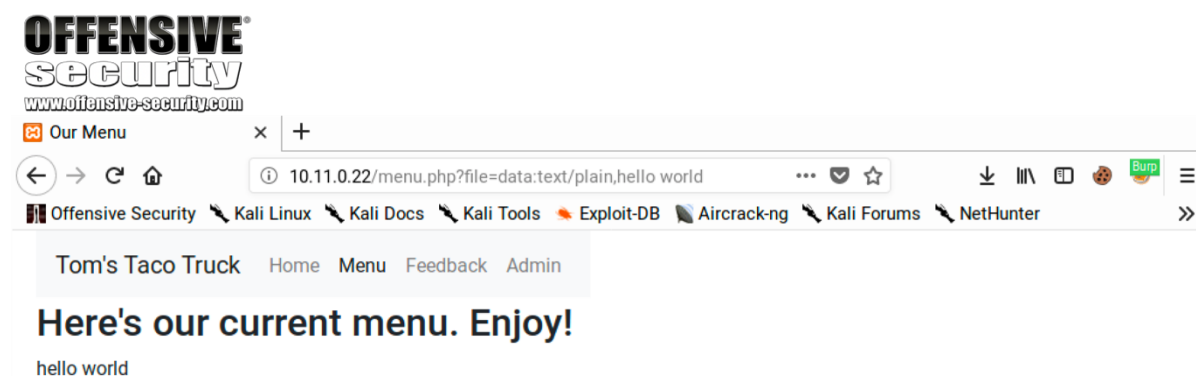 OFFENSIVE®
security
www.offensive-security.com
Our Menu
10.11.0.22/menu.php?file=data:text/plain,hello world
Burp
Offensive Security Kali Linux Kali Docs Kali Tools Exploit-DB Aircrack-ng Kali Forums NetHunter
Tom's Taco Truck Home Menu Feedback Admin
Here's our current menu. Enjoy!
hello world